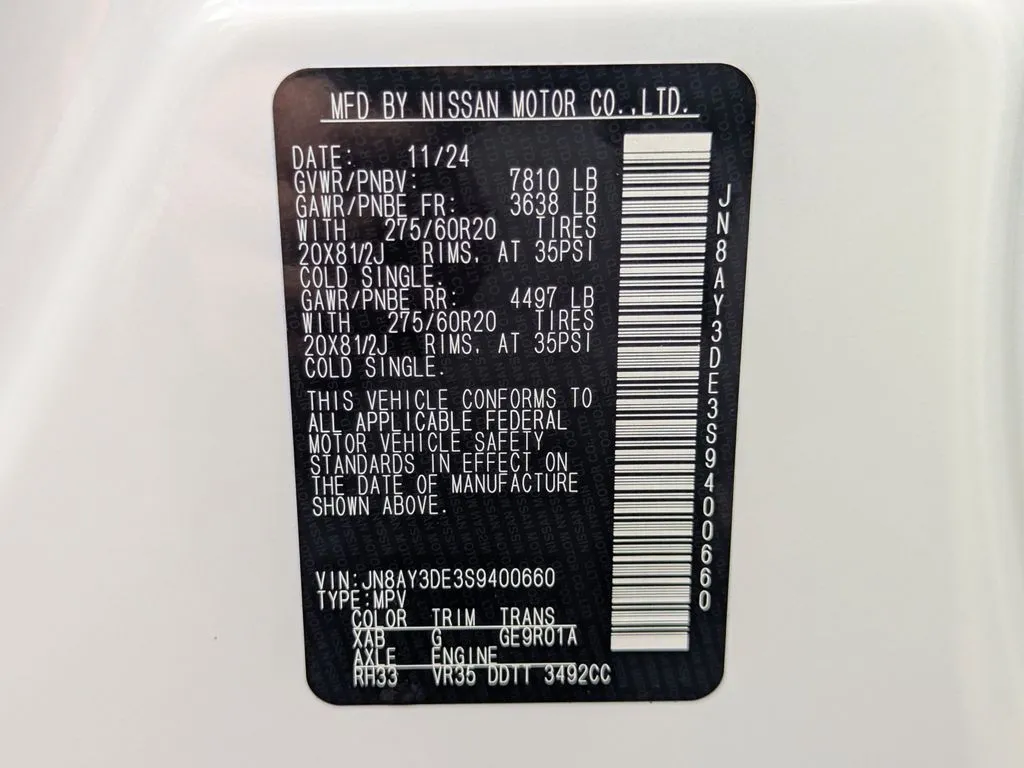 MFD BY NISSAN MOTOR CO.,LTD.
DATE: 11/24
GVWR/PNBV: 7810 LB
GAWR/PNBE FR: 3638 LB
WITH 275/60R20 TIRES
20X81/2J RIMS, AT 35PSI
COLD SINGLE.
GAWR/PNBE RR: 4497 LB
WITH 275/60R20 TIRES
20X81/2J RIMS, AT 35PSI
COLD SINGLE.
THIS VEHICLE CONFORMS TO
ALL APPLICABLE FEDERAL
MOTOR VEHICLE SAFETY
STANDARDS IN EFFECT ON
THE DATE OF MANUFACTURE
SHOWN ABOVE.
VIN:JN8AY3DE3S9400660
TYPE:MPV
COLOR TRIM TRANS
XAB G GE9R01A
AXLE ENGINE
RH33 VR35 DDTT 3492CC
JN8AY3DE3S9400660